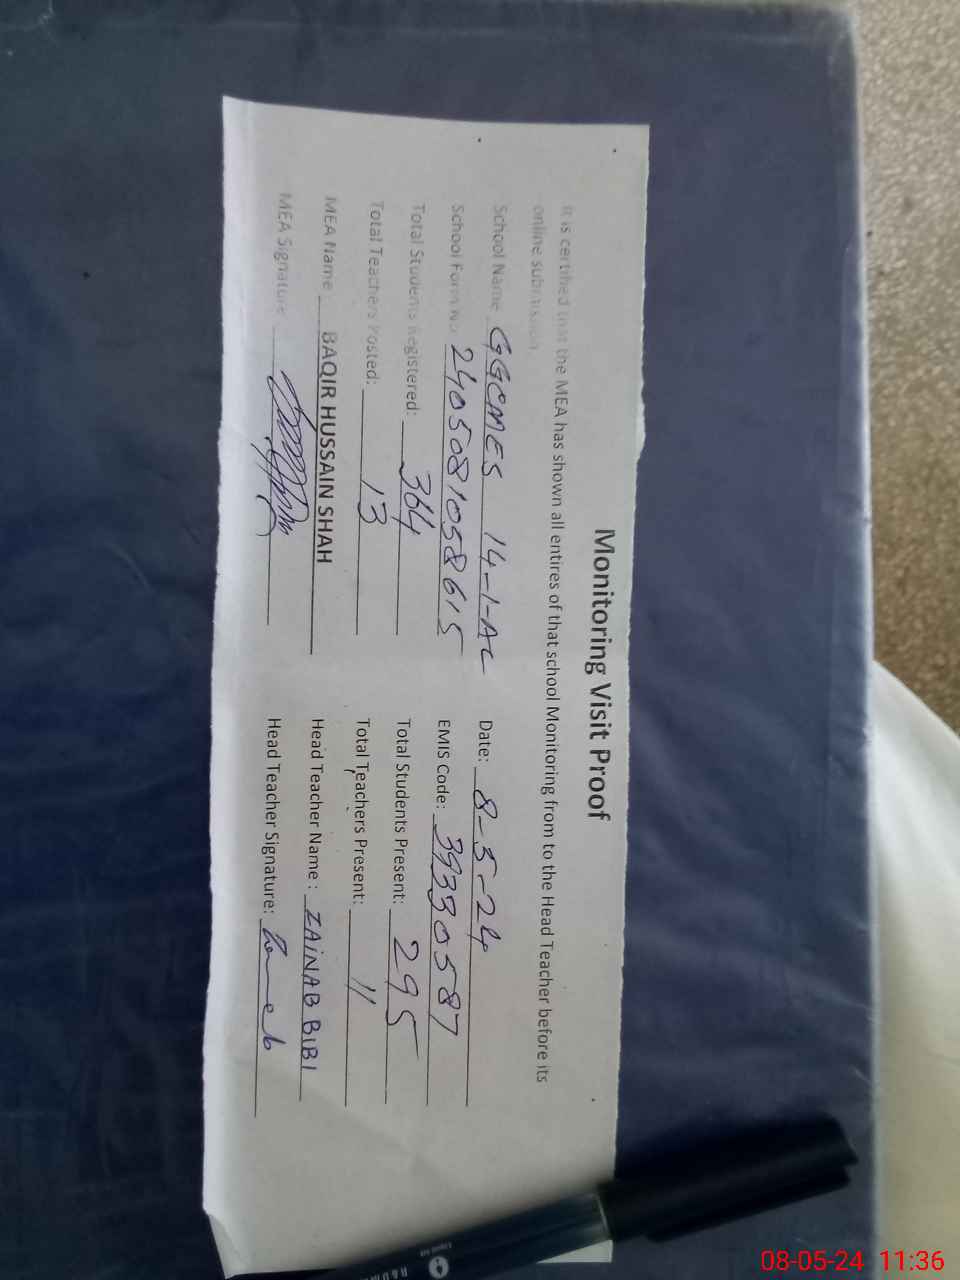 Monitoring Visit Proof
It is certified that the MEA has shown all entires of that school Monitoring from to the Head Teacher before its
online submission.
School Name GGCMES 14-1-AL Date: 8-5-24
School Form No. 2405081058615 EMIS Code: 39330587
Total Students Registered: 364 Total Students Present: 295
Total Teachers Posted: 13 Total Teachers Present: 11
MEA Name BAQIR HUSSAIN SHAH Head Teacher Name : ZAINAB BIBI
MEA Signature Head Teacher Signature: Zaineb
08-05-24 11:36